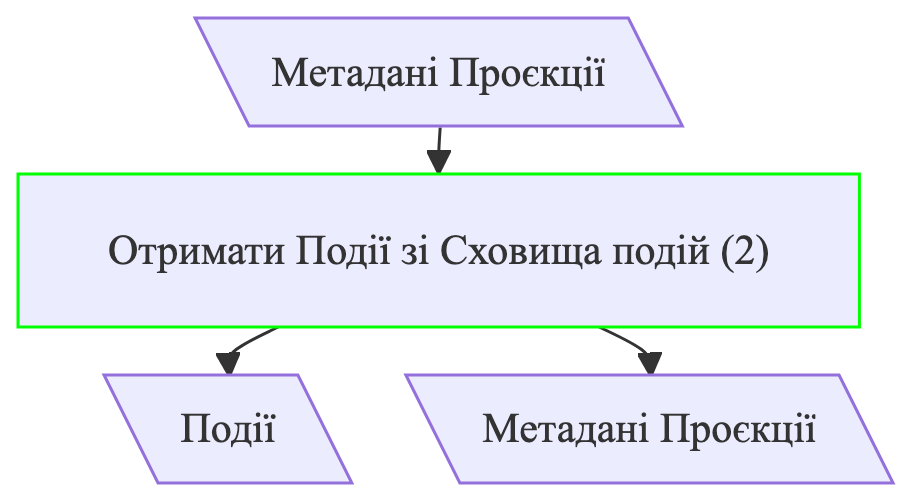 Метадані Проєкції
Отримати Події зі Сховища подій (2)
Події
Метадані Проєкції